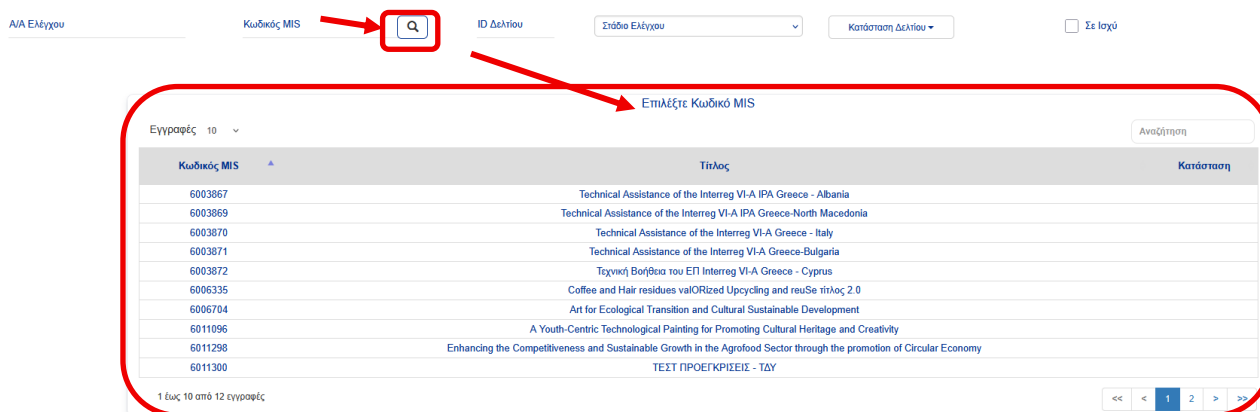 Α/Α Ελέγχου Κωδικός MIS ID Δελτίου Στάδιο Ελέγχου Κατάσταση Δελτίου Σε Ισχύ
Επιλέξτε Κωδικό MIS
Εγγραφές 10 Αναζήτηση
Κωδικός MIS Τίτλος Κατάσταση
6003867 Technical Assistance of the Interreg VI-A IPA Greece - Albania
6003869 Technical Assistance of the Interreg VI-A IPA Greece-North Macedonia
6003870 Technical Assistance of the Interreg VI-A Greece - Italy
6003871 Technical Assistance of the Interreg VI-A Greece-Bulgaria
6003872 Τεχνική Βοήθεια του ΕΠ Interreg VI-A Greece - Cyprus
6006335 Coffee and Hair residues valORized Upcycling and reuSe τίτλος 2.0
6006704 Art for Ecological Transition and Cultural Sustainable Development
6011096 A Youth-Centric Technological Painting for Promoting Cultural Heritage and Creativity
6011298 Enhancing the Competitiveness and Sustainable Growth in the Agrofood Sector through the promotion of Circular Economy
6011300 ΤΕΣΤ ΠΡΟΕΓΚΡΙΣΕΙΣ - ΤΔΥ
1 έως 10 από 12 εγγραφές << < 1 2 > >>